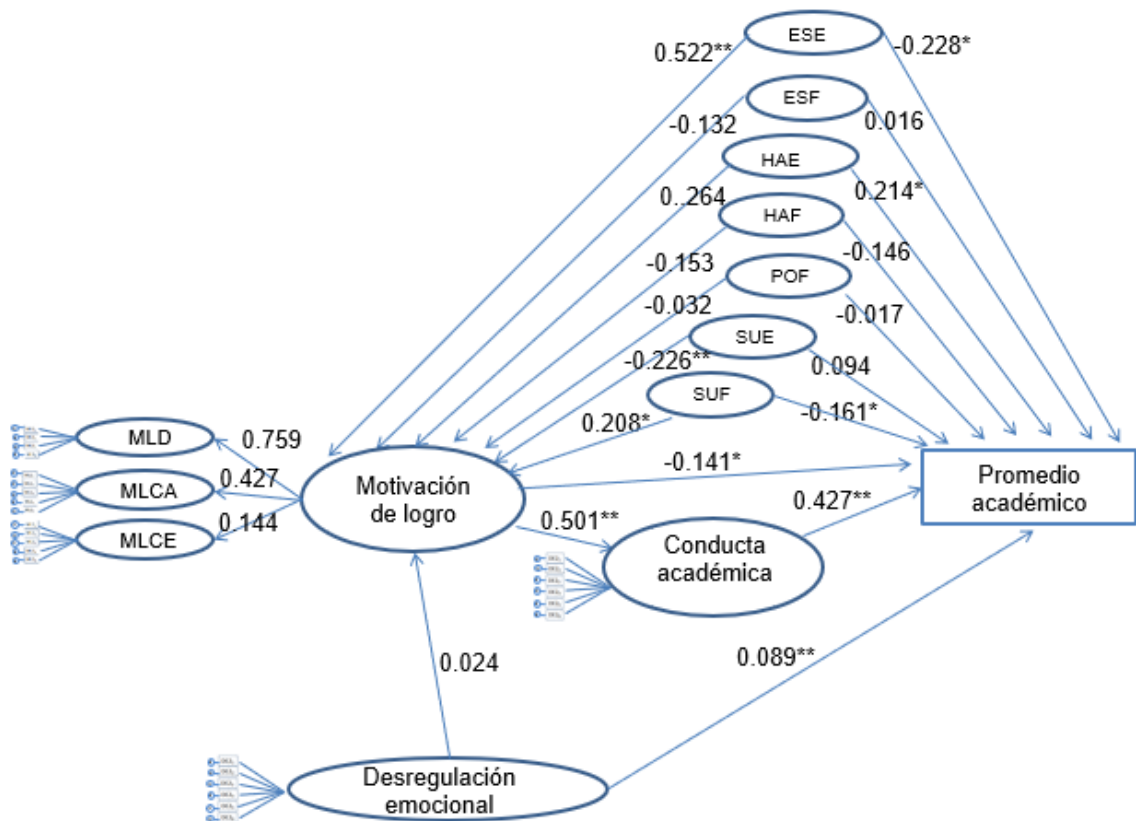 ESE
0.522**
-0.228*
ESF
-0.132
0.016
HAE
0..264
0.214*
HAF
-0.153
-0.146
POF
-0.032
-0.017
SUE
-0.226**
0.094
SUF
0.208*
-0.161*
MLD
0.759
MLCA
0.427
MLCE
0.144
Motivación
de logro
-0.141*
Promedio
académico
0.501**
0.427**
Conducta
académica
0.024
0.089**
Desregulación
emocional